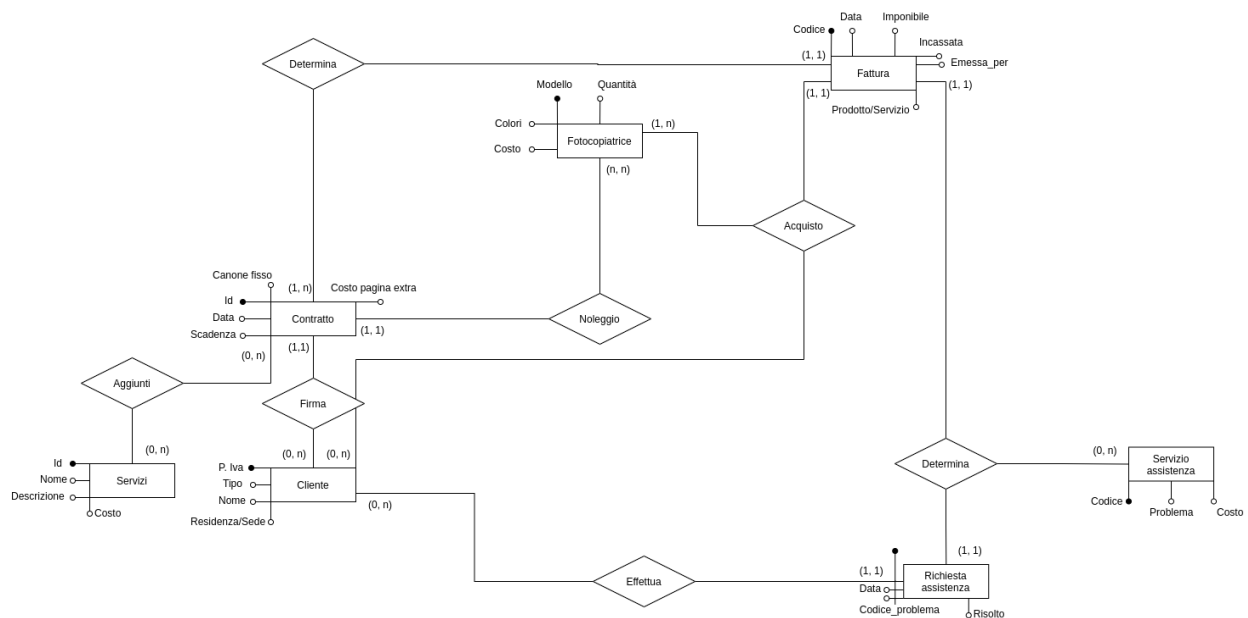 Data
Imponibile
Codice
Incassata
Determina
(1, 1)
Emessa_per
Fattura
Modello
Quantità
(1, 1)
(1, 1)
Prodotto/Servizio
Colori
(1, n)
Fotocopiatrice
Costo
(n, n)
Acquisto
Canone fisso
(1, n)
Costo pagina extra
Id
Data
Contratto
Noleggio
Scadenza
(1, 1)
(1,1)
(0, n)
Aggiunti
Firma
(0, n)
(0, n)
(0, n)
(0, n)
Servizio
assistenza
Id
P. Iva
Determina
Nome
Servizi
Tipo
Cliente
Descrizione
Nome
(0, n)
Codice
Problema
Costo
Costo
Residenza/Sede
(1, 1)
(1, 1)
Richiesta
assistenza
Effettua
Data
Codice_problema
Risolto